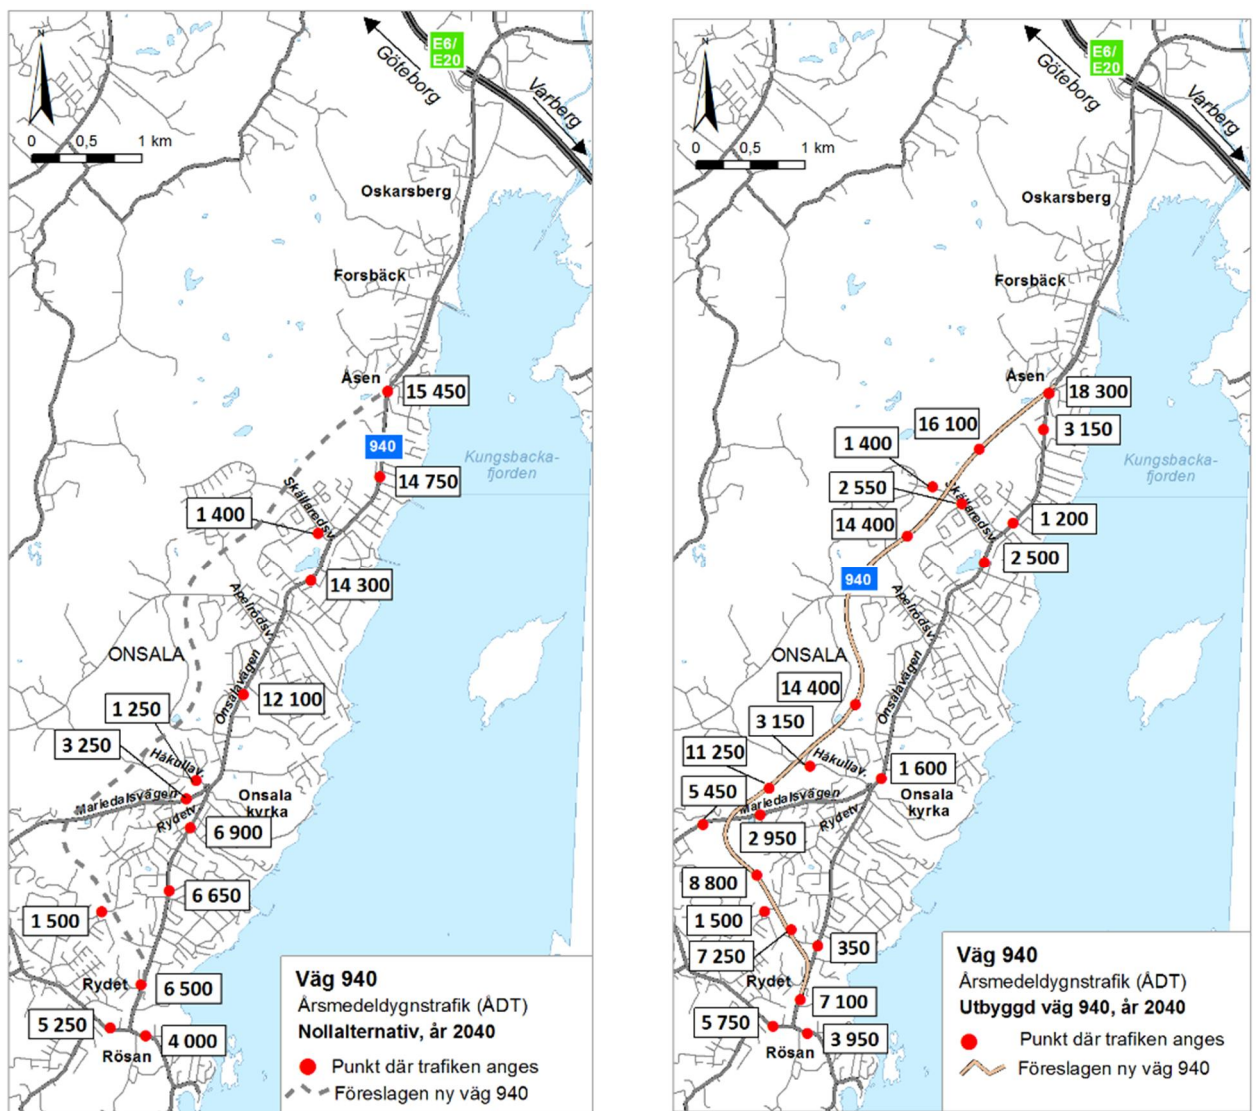 N
0 0,5 1 km
Göteborg
E6/
E20
Varberg
Oskarsberg
Forsbäck
Åsen
15 450
940
Kungsbacka-
fjorden
14 750
Skällaredsv.
1 400
14 300
Apelrödsv.
ONSALA
Onsalavägen
12 100
1 250
3 250
Håkullav.
Mariedalsvägen
Onsala
kyrka
Rydetv.
6 900
6 650
1 500
Rydet
6 500
5 250
4 000
Rösan
Väg 940
Årsmedeldygnstrafik (ÅDT)
Nollalternativ, år 2040
Punkt där trafiken anges
Föreslagen ny väg 940
N
0 0,5 1 km
Göteborg
E6/
E20
Varberg
Oskarsberg
Forsbäck
Åsen
18 300
16 100
3 150
1 400
Kungsbacka-
fjorden
2 550
Skällaredsv.
14 400
1 200
2 500
940
Apelrödsv.
ONSALA
Onsalavägen
14 400
3 150
11 250
Håkullav.
1 600
5 450
Mariedalsvägen
Onsala
kyrka
Rydetv.
2 950
8 800
1 500
7 250
350
Rydet
7 100
5 750
3 950
Rösan
Väg 940
Årsmedeldygnstrafik (ÅDT)
Utbyggd väg 940, år 2040
Punkt där trafiken anges
Föreslagen ny väg 940